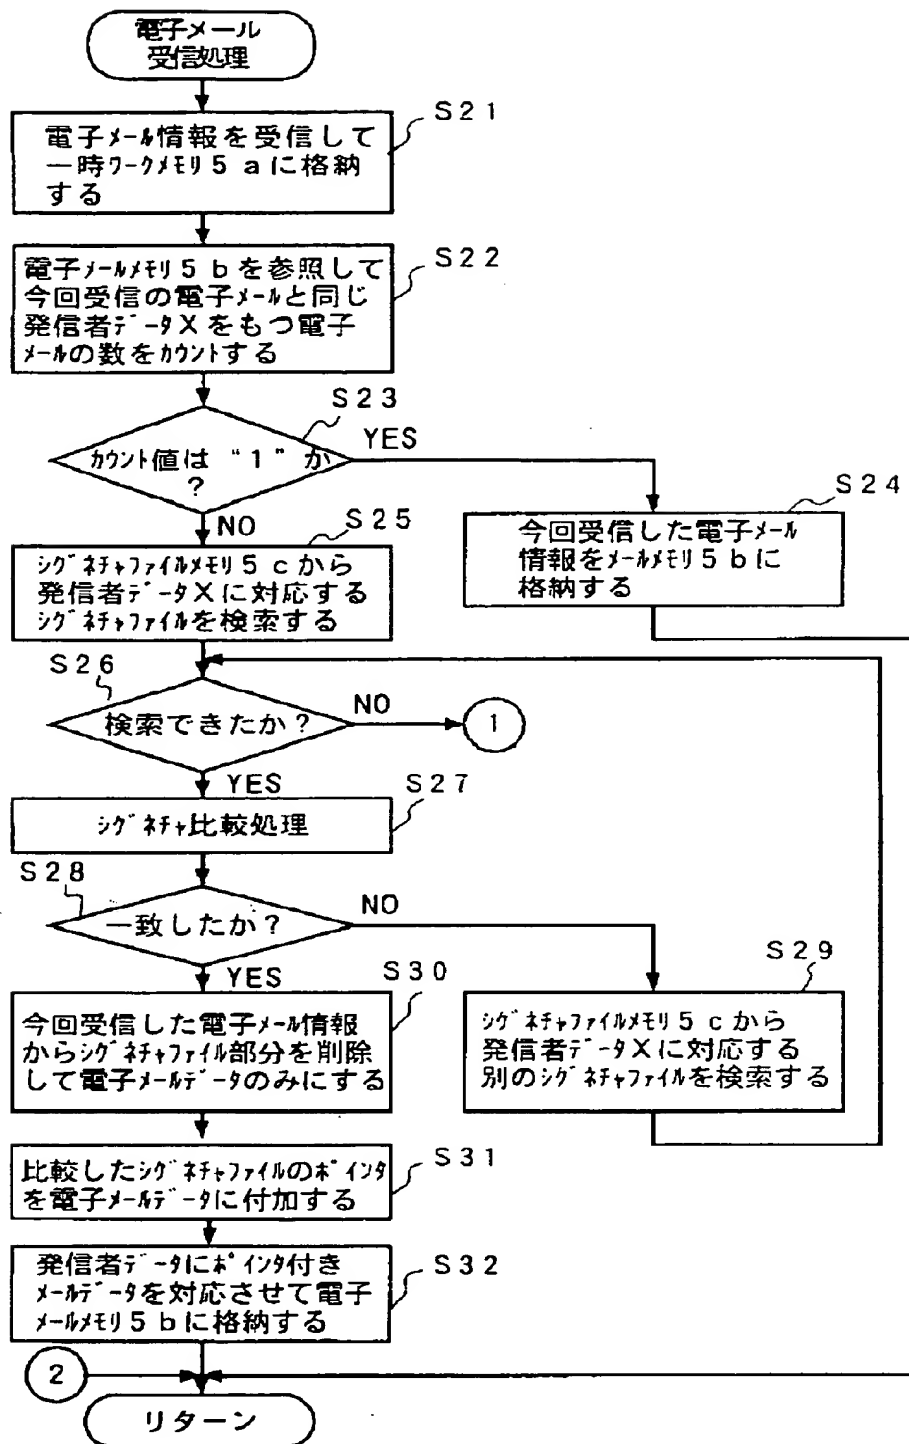 電子メール
受信処理
S21
電子ﾒｰﾙ情報を受信して
一時ﾜｰｸﾒﾓﾘ5aに格納
する
S22
電子ﾒｰﾙﾒﾓﾘ5bを参照して
今回受信の電子ﾒｰﾙと同じ
発信者ﾃﾞｰﾀXをもつ電子
ﾒｰﾙの数をｶｳﾝﾄする
S23
ｶｳﾝﾄ値は“1”か
?
YES
NO
S24
今回受信した電子ﾒｰﾙ
情報をﾒｰﾙﾒﾓﾘ5bに
格納する
S25
ｼｸﾞﾈﾁｬﾌｧｲﾙﾒﾓﾘ5cから
発信者ﾃﾞｰﾀXに対応する
ｼｸﾞﾈﾁｬﾌｧｲﾙを検索する
S26
検索できたか?
NO
1
YES
S27
ｼｸﾞﾈﾁｬ比較処理
S28
一致したか?
NO
YES
S29
ｼｸﾞﾈﾁｬﾌｧｲﾙﾒﾓﾘ5cから
発信者ﾃﾞｰﾀXに対応する
別のｼｸﾞﾈﾁｬﾌｧｲﾙを検索する
S30
今回受信した電子ﾒｰﾙ情報
からｼｸﾞﾈﾁｬﾌｧｲﾙ部分を削除
して電子ﾒｰﾙﾃﾞｰﾀのみにする
S31
比較したｼｸﾞﾈﾁｬﾌｧｲﾙのﾎﾟｲﾝﾀ
を電子ﾒｰﾙﾃﾞｰﾀに付加する
S32
発信者ﾃﾞｰﾀにﾎﾟｲﾝﾀ付き
ﾒｰﾙﾃﾞｰﾀを対応させて電子
ﾒｰﾙﾒﾓﾘ5bに格納する
2
リターン